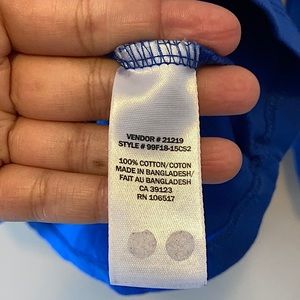 VENDOR # 21219
STYLE # 99F18-15CS2
100% COTTON/COTON
MADE IN BANGLADESH/
FAIT AU BANGLADESH
CA 39123
RN 106517